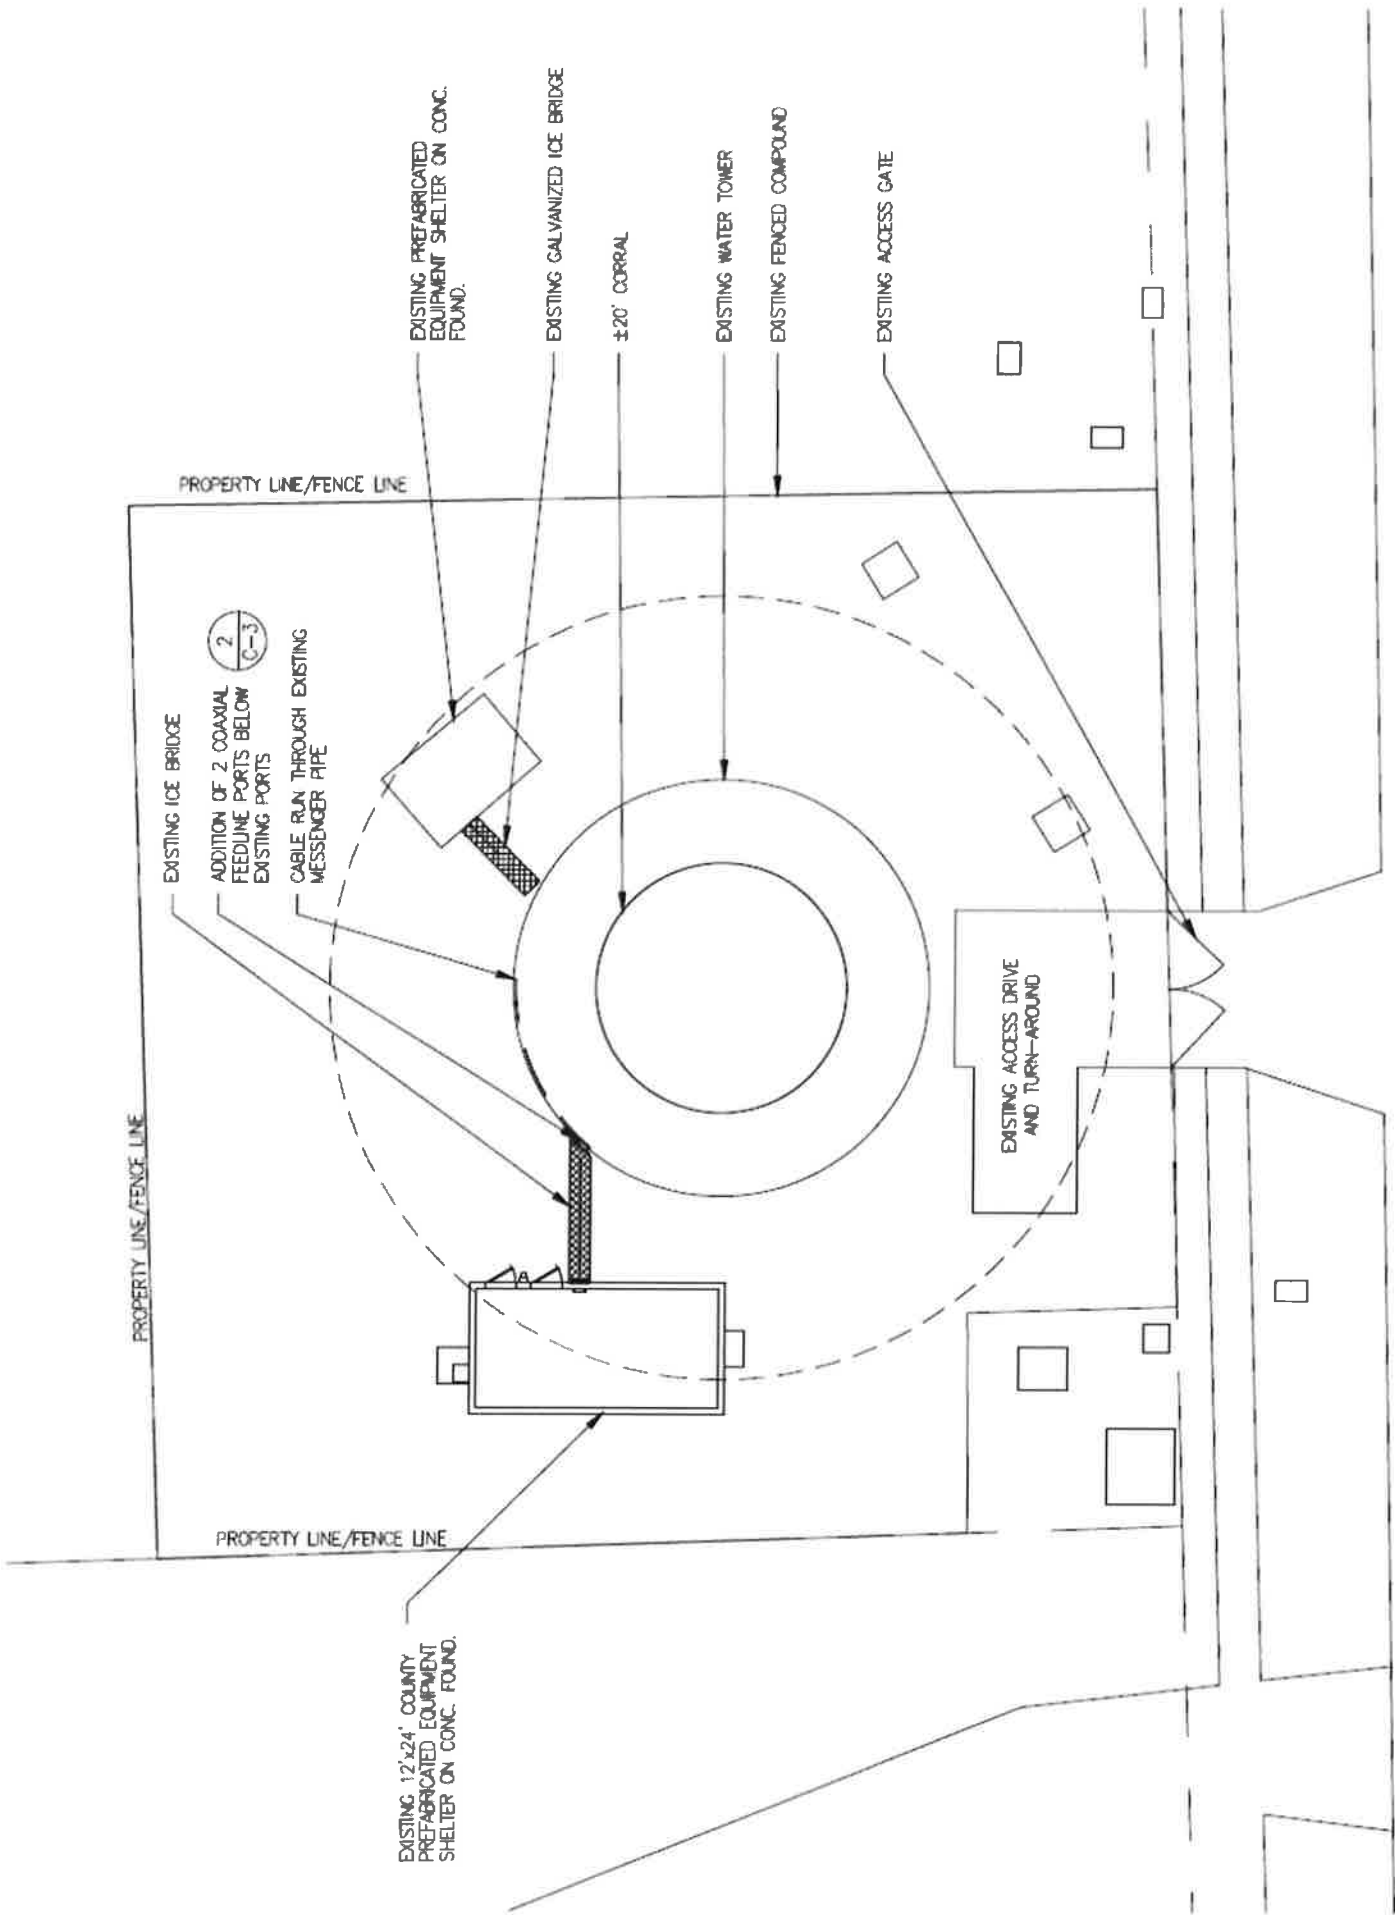 EXISTING PREFABRICATED
EQUIPMENT SHELTER ON CONC.
FOUND.
EXISTING GALVANIZED ICE BRIDGE
±20' CORRAL
EXISTING WATER TOWER
EXISTING FENCED COMPOUND
EXISTING ACCESS GATE
PROPERTY LINE/FENCE LINE
EXISTING ICE BRIDGE
ADDITION OF 2 COAXIAL
FEEDLINE PORTS BELOW
EXISTING PORTS
2
C-3
CABLE RUN THROUGH EXISTING
MESSENGER PIPE
PROPERTY LINE/FENCE LINE
EXISTING ACCESS DRIVE
AND TURN-AROUND
PROPERTY LINE/FENCE LINE
EXISTING 12'x24' COUNTY
PREFABRICATED EQUIPMENT
SHELTER ON CONC. FOUND.